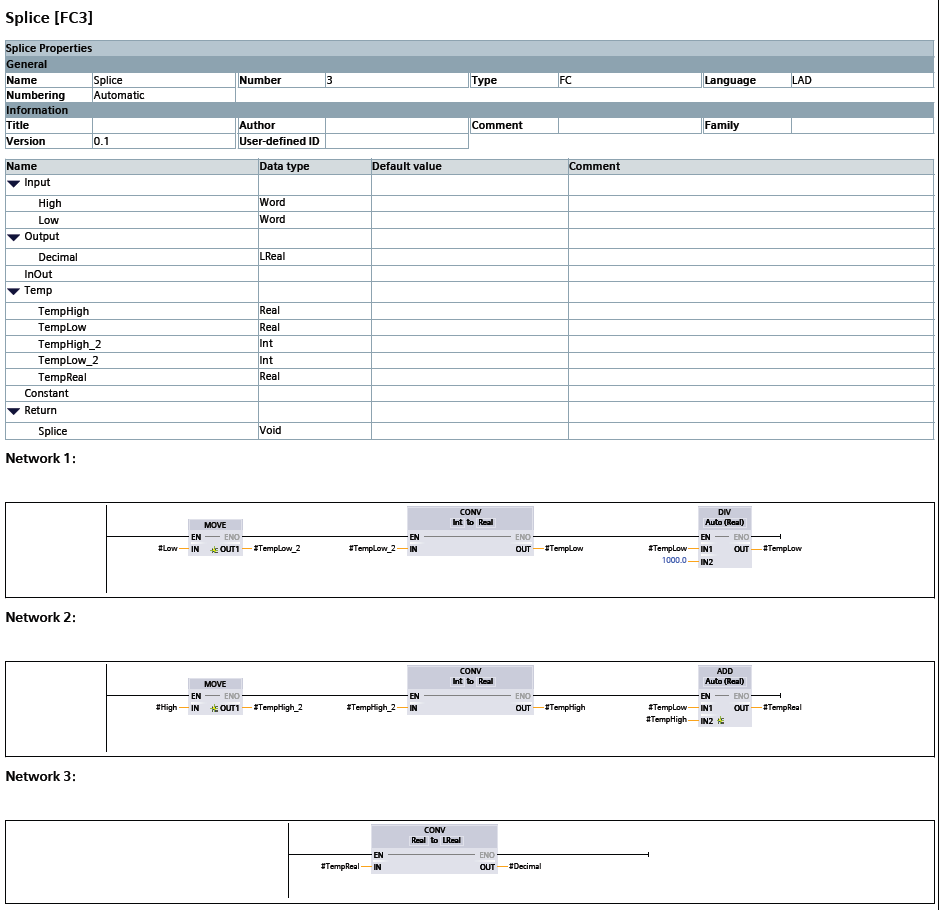 Splice [FC3]
Splice Properties
General
Name Splice Number 3 Type FC Language LAD
Numbering Automatic
Information
Title Author Comment Family
Version 0.1 User-defined ID
Name Data type Default value Comment
Input
High Word
Low Word
Output
Decimal LReal
InOut
Temp
TempHigh Real
TempLow Real
TempHigh_2 Int
TempLow_2 Int
TempReal Real
Constant
Return
Splice Void
Network 1:
MOVE CONV DIV
Int to Real Auto (Real)
EN ENO EN ENO EN ENO
#Low IN OUT1 #TempLow_2 #TempLow_2 IN OUT #TempLow #TempLow IN1 OUT #TempLow
1000.0 IN2
Network 2:
MOVE CONV ADD
Int to Real Auto (Real)
EN ENO EN ENO EN ENO
#High IN OUT1 #TempHigh_2 #TempHigh_2 IN OUT #TempHigh #TempLow IN1 OUT #TempReal
#TempHigh IN2
Network 3:
CONV
Real to LReal
EN ENO
#TempReal IN OUT #Decimal